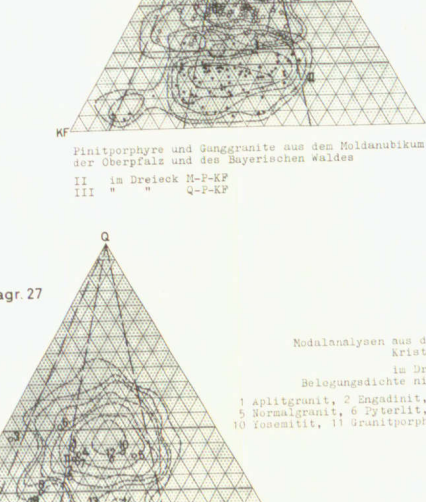 KF
Pinitporphyre und Ganggranite aus dem Moldanubikum
der Oberpfalz und des Bayerischen Waldes
II im Dreieck M-P-KF
III " " Q-P-KF
Q
agr. 27
Modalanalysen aus d
Krist
im Dr
Belegungsdichte ni
1 Aplitgranit, 2 Engadinit,
5 Normalgranit, 6 Pyterlit,
10 Yosemitit, 11 Granitporph